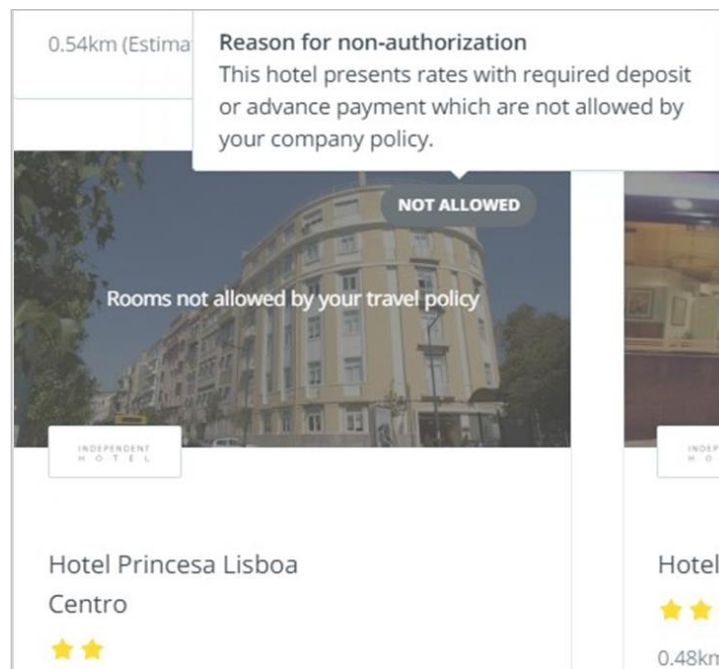 0.54km (Estima
Reason for non-authorization
This hotel presents rates with required deposit
or advance payment which are not allowed by
your company policy.
NOT ALLOWED
Rooms not allowed by your travel policy
INDEPENDENT
HOTEL
Hotel Princesa Lisboa
Centro
INDEP
HO
Hotel
0.48km